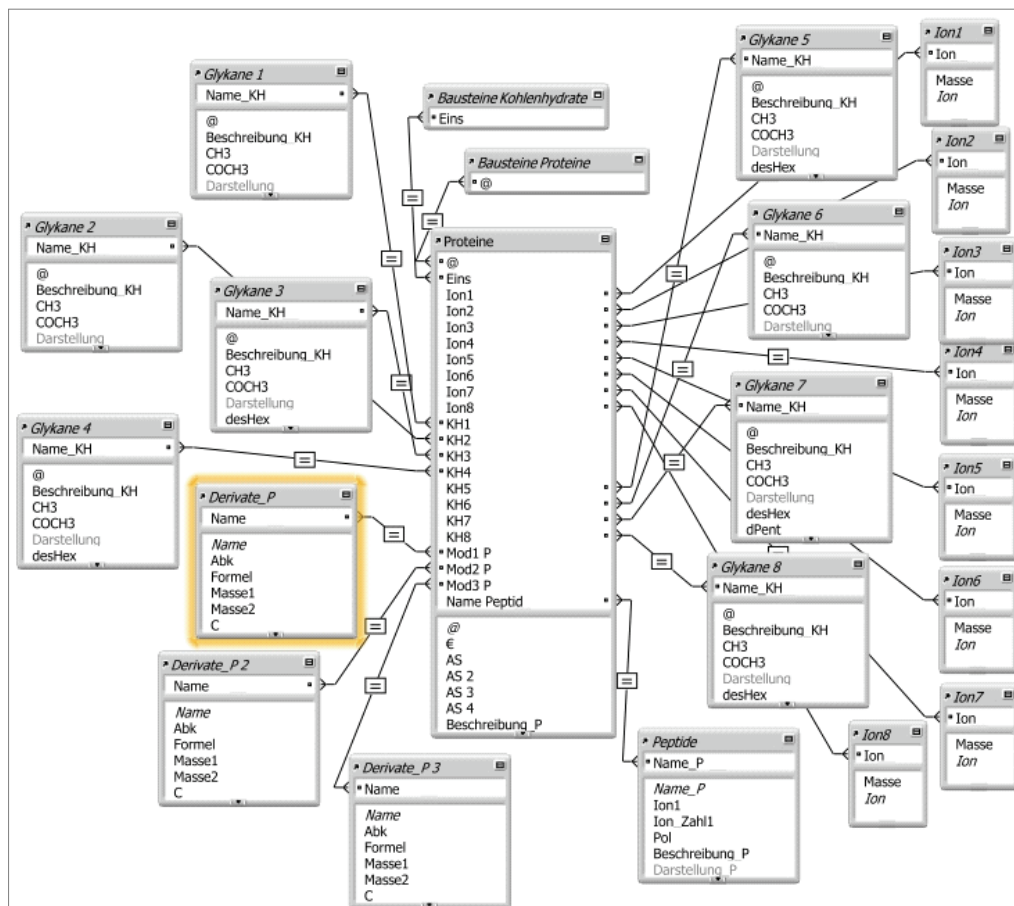 Glykane 1
Name_KH
@
Beschreibung_KH
CH3
COCH3
Darstellung
Glykane 2
Name_KH
@
Beschreibung_KH
CH3
COCH3
Darstellung
Glykane 3
Name_KH
@
Beschreibung_KH
CH3
COCH3
Darstellung
desHex
Glykane 4
Name_KH
@
Beschreibung_KH
CH3
COCH3
Darstellung
desHex
Derivate_P
Name
Name
Abk
Formel
Masse1
Masse2
C
Derivate_P 2
Name
Name
Abk
Formel
Masse1
Masse2
C
Derivate_P 3
Name
Name
Abk
Formel
Masse1
Masse2
C
Bausteine Kohlenhydrate
Eins
Bausteine Proteine
@
Proteine
@
Eins
Ion1
Ion2
Ion3
Ion4
Ion5
Ion6
Ion7
Ion8
KH1
KH2
KH3
KH4
KH5
KH6
KH7
KH8
Mod1 P
Mod2 P
Mod3 P
Name Peptid
@
€
AS
AS 2
AS 3
AS 4
Beschreibung_P
Glykane 5
Name_KH
@
Beschreibung_KH
CH3
COCH3
Darstellung
desHex
Glykane 6
Name_KH
@
Beschreibung_KH
CH3
COCH3
Darstellung
Glykane 7
Name_KH
@
Beschreibung_KH
CH3
COCH3
Darstellung
desHex
dPent
Glykane 8
Name_KH
@
Beschreibung_KH
CH3
COCH3
Darstellung
desHex
Peptide
Name_P
Name_P
Ion1
Ion_Zahl1
Pol
Beschreibung_P
Darstellung_P
Ion1
Ion
Masse
Ion
Ion2
Ion
Masse
Ion
Ion3
Ion
Masse
Ion
Ion4
Ion
Masse
Ion
Ion5
Ion
Masse
Ion
Ion6
Ion
Masse
Ion
Ion7
Ion
Masse
Ion
Ion8
Ion
Masse
Ion